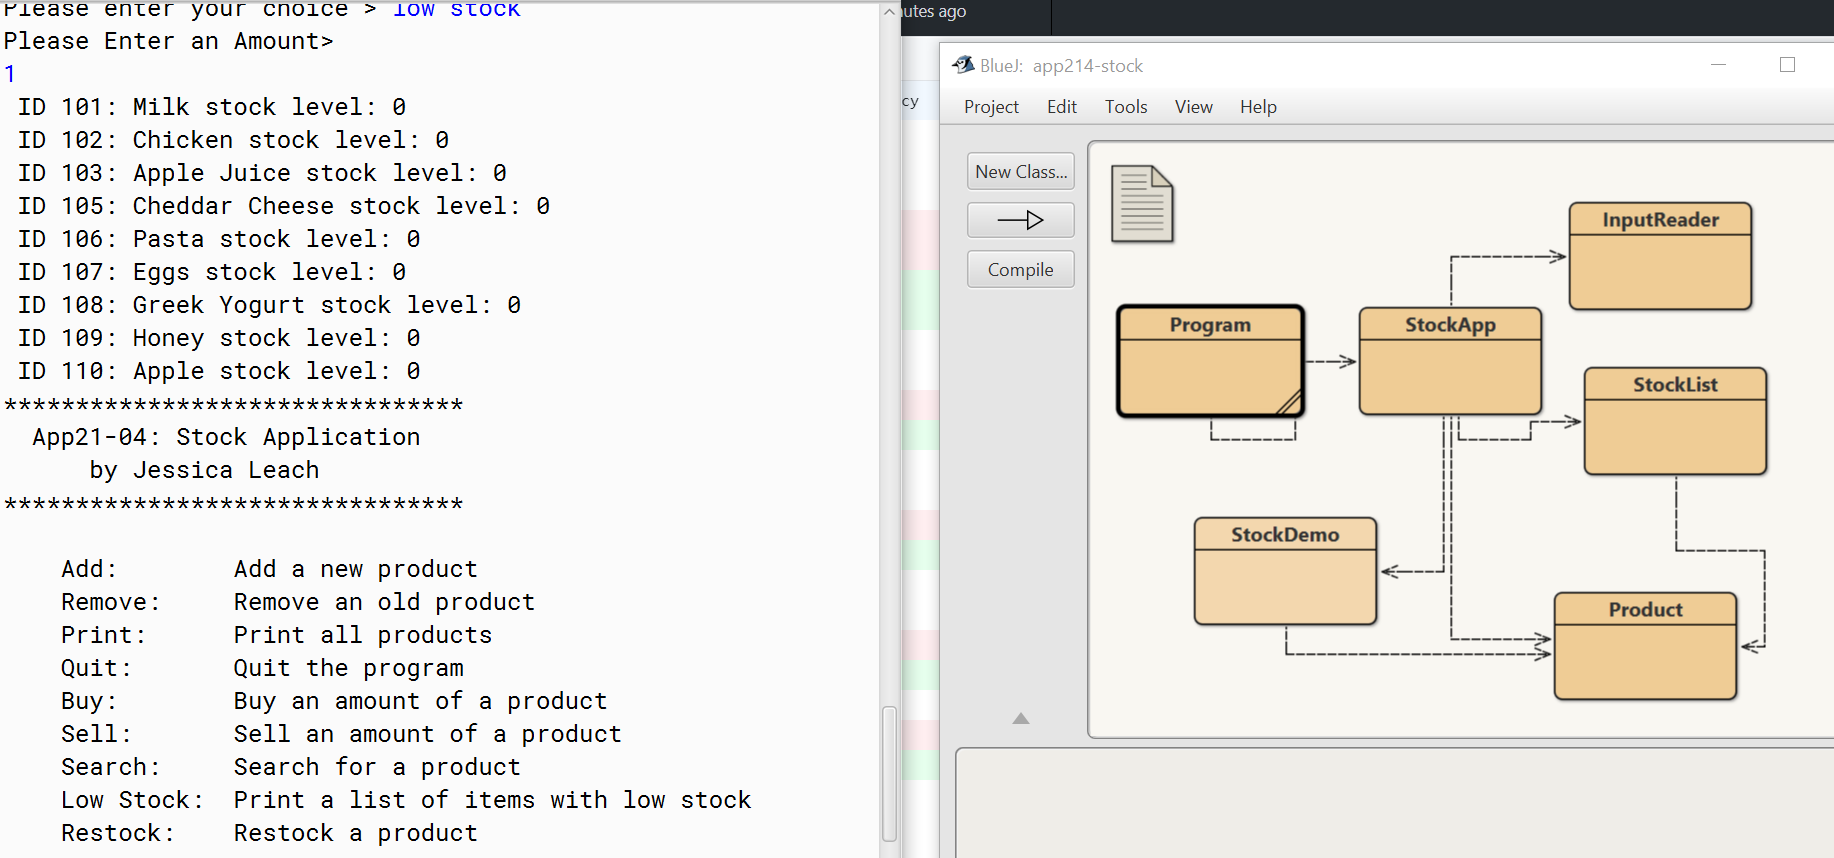 Please enter your choice > low stock
Please Enter an Amount>
1
ID 101: Milk stock level: 0
ID 102: Chicken stock level: 0
ID 103: Apple Juice stock level: 0
ID 105: Cheddar Cheese stock level: 0
ID 106: Pasta stock level: 0
ID 107: Eggs stock level: 0
ID 108: Greek Yogurt stock level: 0
ID 109: Honey stock level: 0
ID 110: Apple stock level: 0
********************************
App21-04: Stock Application
by Jessica Leach
********************************
Add: Add a new product
Remove: Remove an old product
Print: Print all products
Quit: Quit the program
Buy: Buy an amount of a product
Sell: Sell an amount of a product
Search: Search for a product
Low Stock: Print a list of items with low stock
Restock: Restock a product
utes ago
cy
BlueJ: app214-stock
Project Edit Tools View Help
New Class...
Compile
InputReader
Program
StockApp
StockList
StockDemo
Product